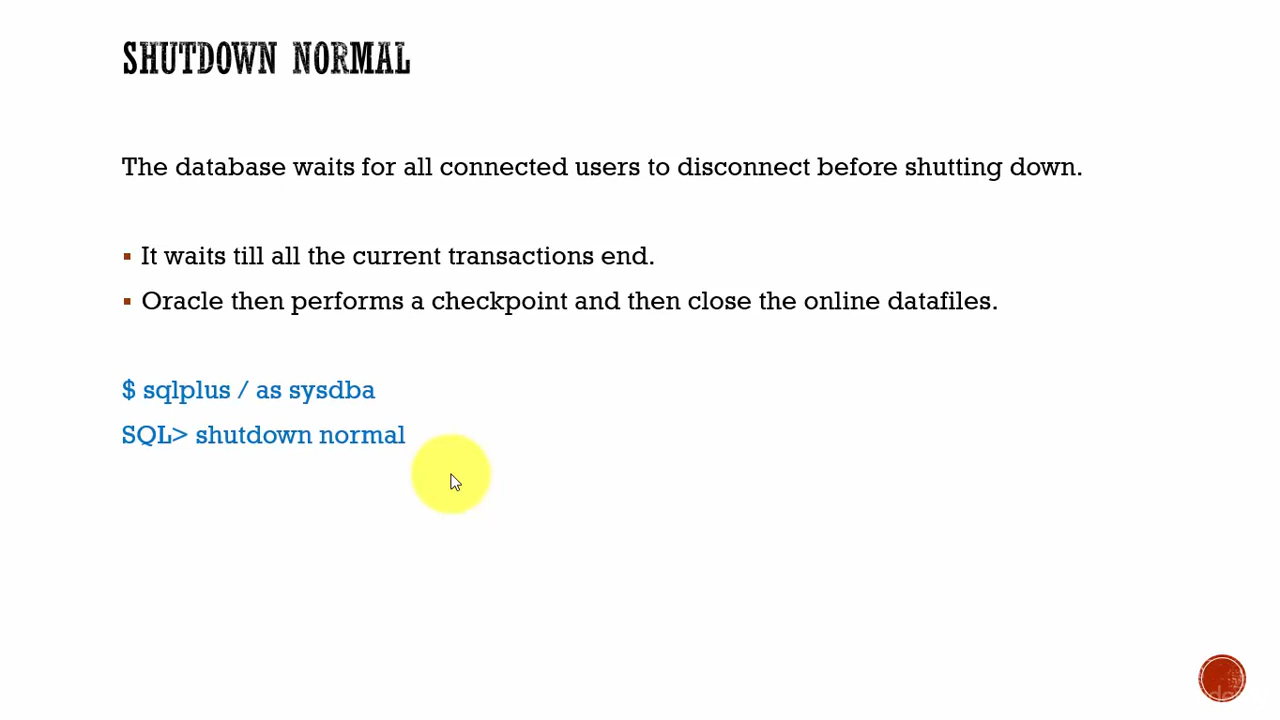 SHUTDOWN NORMAL
The database waits for all connected users to disconnect before shutting down.
▪ It waits till all the current transactions end.
▪ Oracle then performs a checkpoint and then close the online datafiles.
$ sqlplus / as sysdba
SQL> shutdown normal